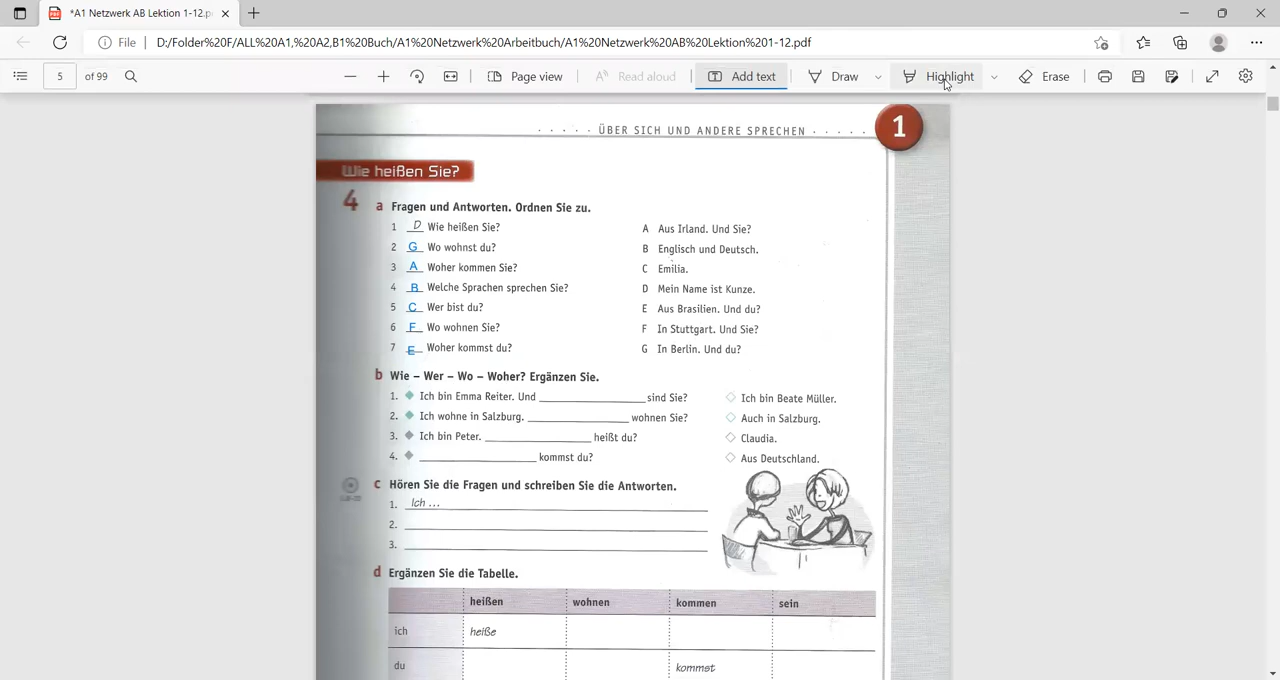 *A1 Netzwerk AB Lektion 1-12.p
File D:/Folder%20F/ALL%20A1,%20A2,B1%20Buch/A1%20Netzwerk%20Arbeitbuch/A1%20Netzwerk%20AB%20Lektion%201-12.pdf
5 of 99 Page view Read aloud Add text Draw Highlight Erase
ÜBER SICH UND ANDERE SPRECHEN 1
Wie heißen Sie?
4 a Fragen und Antworten. Ordnen Sie zu.
1 D Wie heißen Sie? A Aus Irland. Und Sie?
2 G Wo wohnst du? B Englisch und Deutsch.
3 A Woher kommen Sie? C Emilia.
4 B Welche Sprachen sprechen Sie? D Mein Name ist Kunze.
5 C Wer bist du? E Aus Brasilien. Und du?
6 F Wo wohnen Sie? F In Stuttgart. Und Sie?
7 E Woher kommst du? G In Berlin. Und du?
b Wie – Wer – Wo – Woher? Ergänzen Sie.
1. Ich bin Emma Reiter. Und ____ sind Sie? Ich bin Beate Müller.
2. Ich wohne in Salzburg. ____ wohnen Sie? Auch in Salzburg.
3. Ich bin Peter. ____ heißt du? Claudia.
4. ____ kommst du? Aus Deutschland.
c Hören Sie die Fragen und schreiben Sie die Antworten.
1. Ich ...
2.
3.
d Ergänzen Sie die Tabelle.
heißen wohnen kommen sein
ich heiße
du kommst